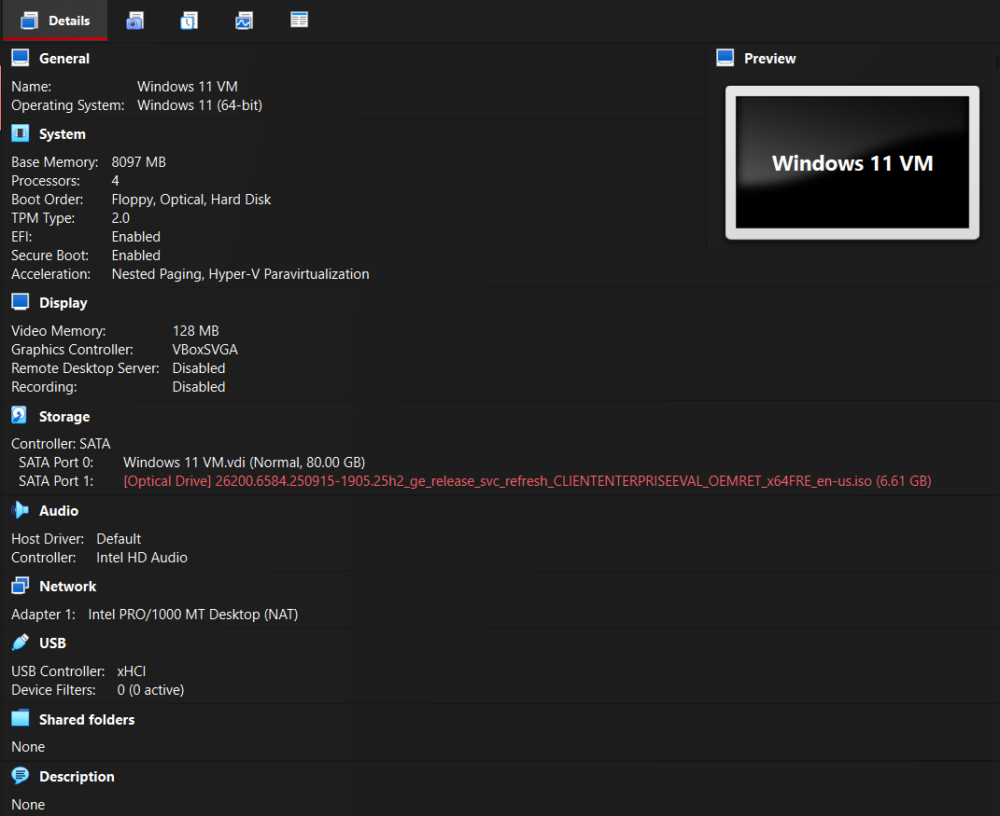 Details
General
Name: Windows 11 VM
Operating System: Windows 11 (64-bit)
Preview
Windows 11 VM
System
Base Memory: 8097 MB
Processors: 4
Boot Order: Floppy, Optical, Hard Disk
TPM Type: 2.0
EFI: Enabled
Secure Boot: Enabled
Acceleration: Nested Paging, Hyper-V Paravirtualization
Display
Video Memory: 128 MB
Graphics Controller: VBoxSVGA
Remote Desktop Server: Disabled
Recording: Disabled
Storage
Controller: SATA
SATA Port 0: Windows 11 VM.vdi (Normal, 80.00 GB)
SATA Port 1: [Optical Drive] 26200.6584.250915-1905.25h2_ge_release_svc_refresh_CLIENTENTERPRISEEVAL_OEMRET_x64FRE_en-us.iso (6.61 GB)
Audio
Host Driver: Default
Controller: Intel HD Audio
Network
Adapter 1: Intel PRO/1000 MT Desktop (NAT)
USB
USB Controller: xHCI
Device Filters: 0 (0 active)
Shared folders
None
Description
None